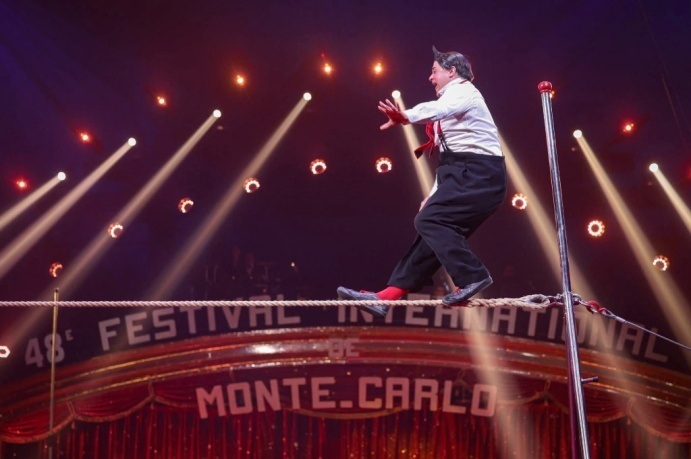 48E FESTIVAL INTERNATIONAL
DE
MONTE-CARLO